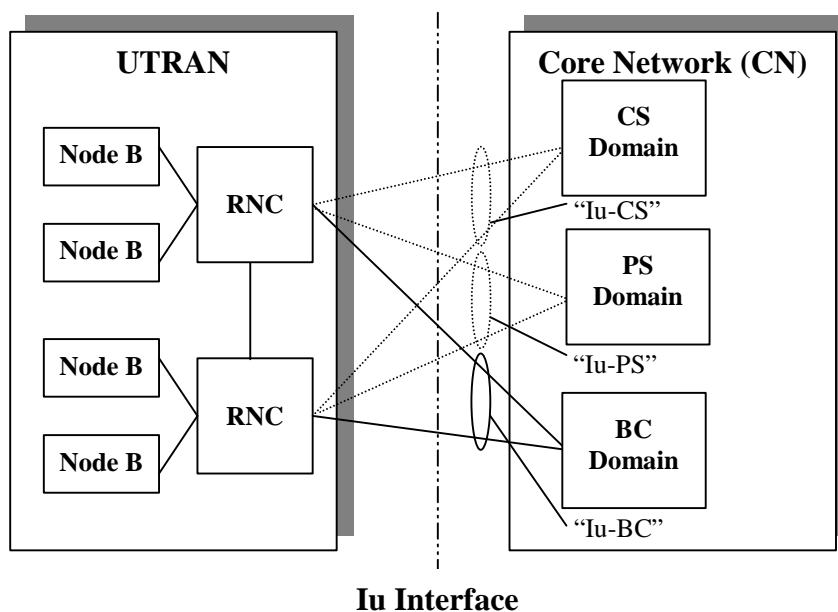 UTRAN
Node B
Node B
RNC
Node B
Node B
RNC
Core Network (CN)
CS
Domain
“Iu-CS”
PS
Domain
“Iu-PS”
BC
Domain
“Iu-BC”
Iu Interface